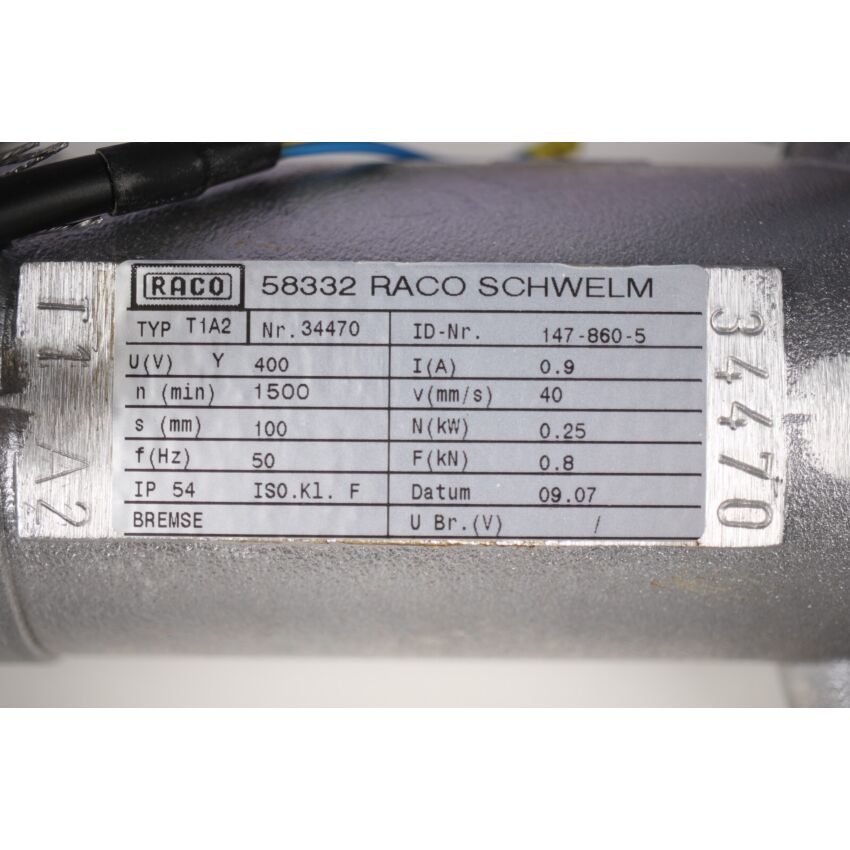 RACO 58332 RACO SCHWELM
TYP T1A2 Nr. 34470 ID-Nr. 147-860-5
U(V) Y 400 I(A) 0.9
n (min) 1500 v(mm/s) 40
s (mm) 100 N(kW) 0.25
f(Hz) 50 F(kN) 0.8
IP 54 ISO.Kl. F Datum 09.07
BREMSE U Br.(V) /
T1 A2
34470